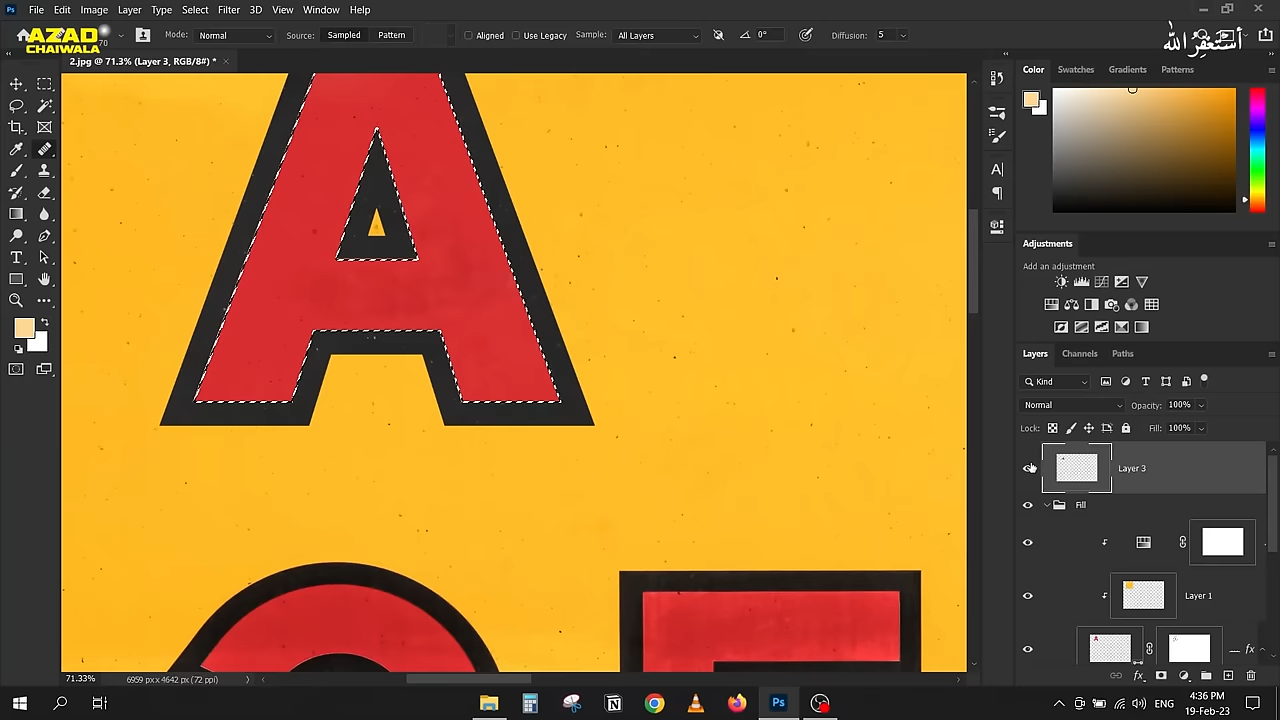 File Edit Image Layer Type Select Filter 3D View Window Help
AZAD
CHAIWALA
70
Mode: Normal Source: Sampled Pattern Aligned Use Legacy Sample: All Layers 0° Diffusion: 5
أستغفر الله
2.jpg @ 71.3% (Layer 3, RGB/8#) *
Color Swatches Gradients Patterns
A
Adjustments
Add an adjustment
Layers Channels Paths
Kind
Normal Opacity: 100%
Lock: Fill: 100%
Layer 3
Fill
Layer 1
fx
71.33% 6959 px x 4642 px (72 ppi)
ENG
4:36 PM
19-Feb-23